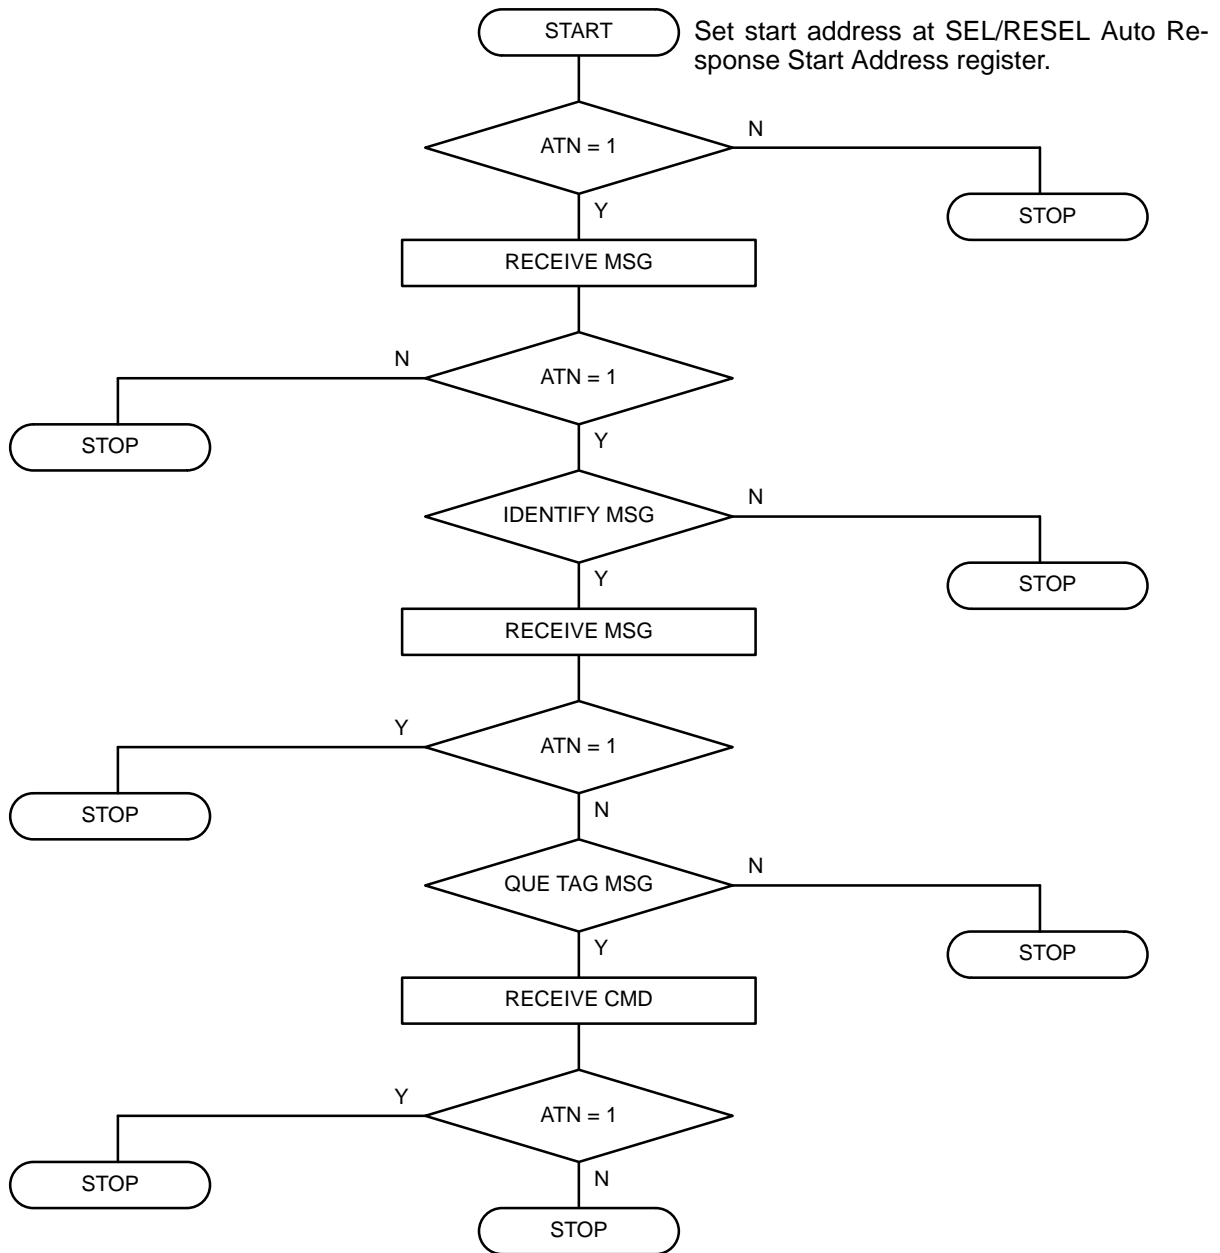 START
Set start address at SEL/RESEL Auto Re-
sponse Start Address register.
ATN = 1
N
STOP
Y
RECEIVE MSG
N
ATN = 1
STOP
Y
IDENTIFY MSG
N
STOP
Y
RECEIVE MSG
Y
ATN = 1
STOP
N
QUE TAG MSG
N
STOP
Y
RECEIVE CMD
Y
ATN = 1
STOP
N
STOP